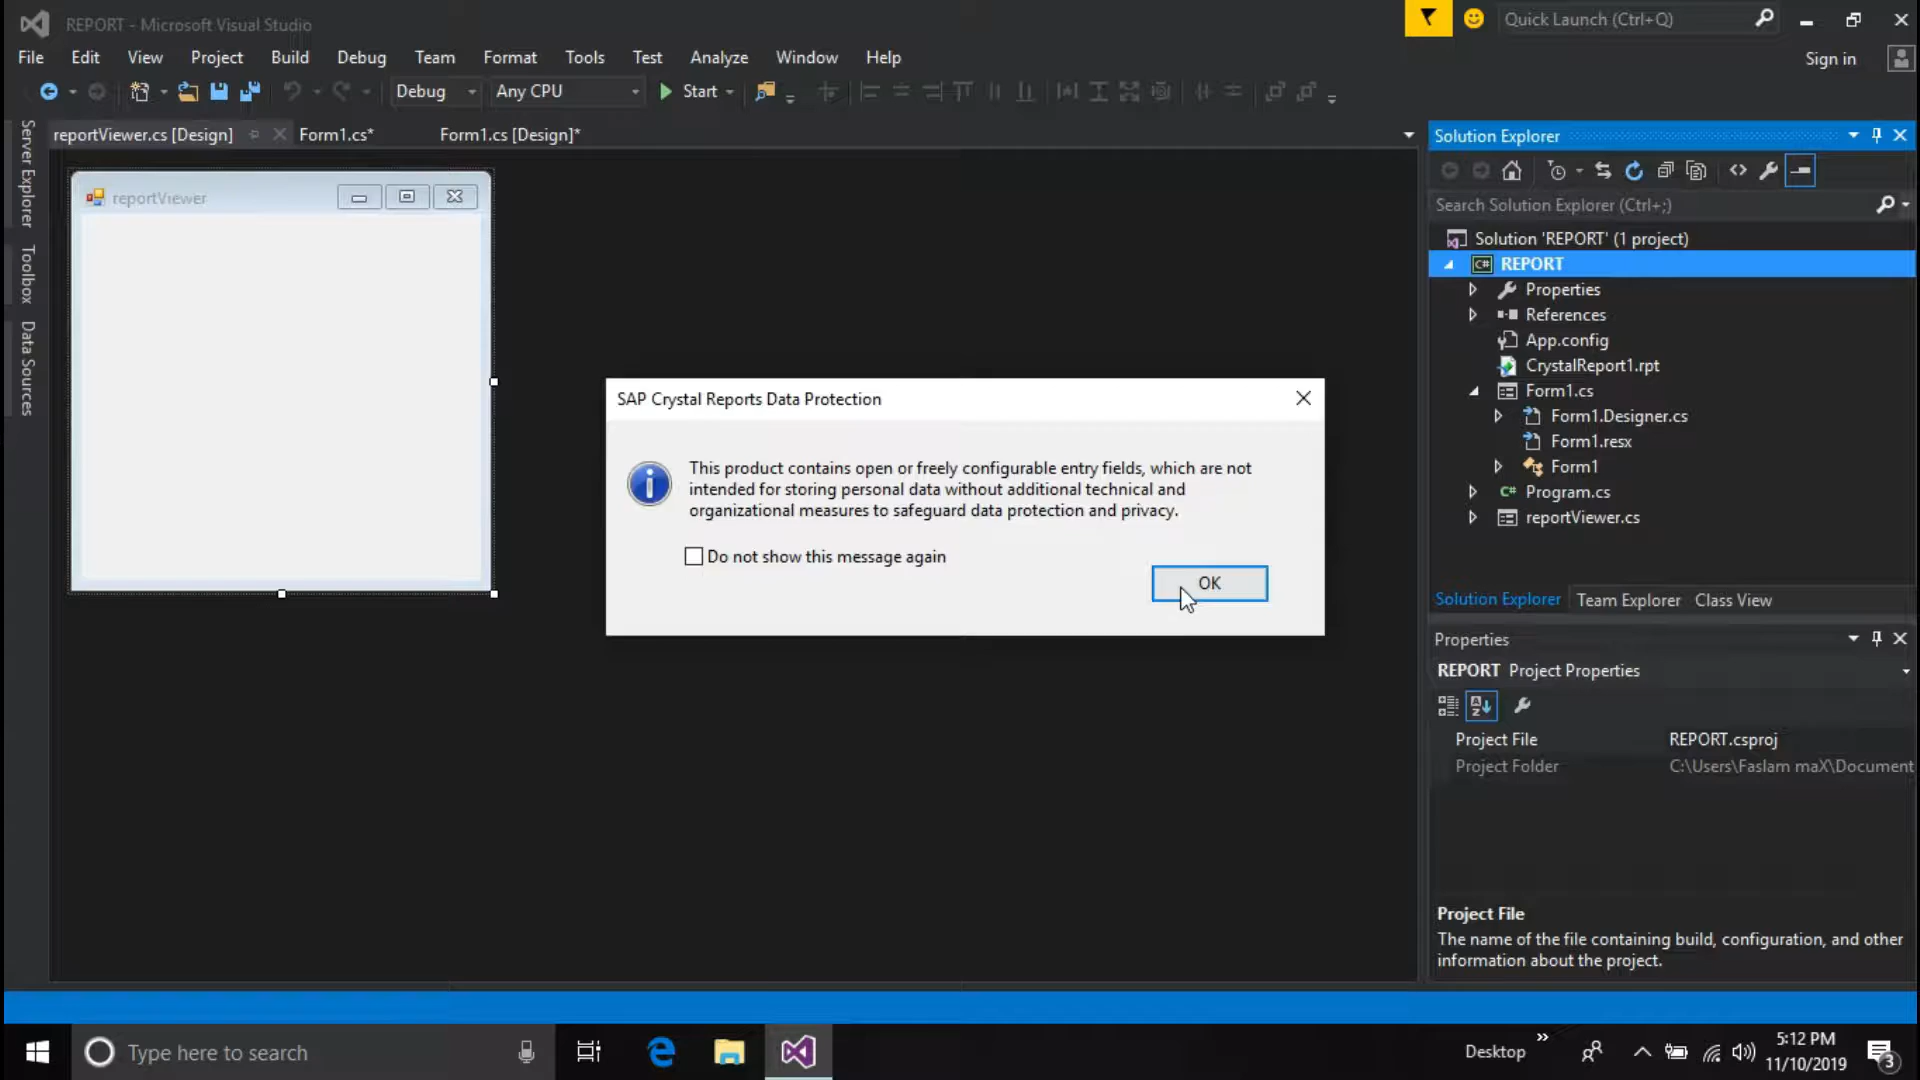 REPORT - Microsoft Visual Studio
Quick Launch (Ctrl+Q)
File Edit View Project Build Debug Team Format Tools Test Analyze Window Help
Sign in
Debug Any CPU Start
reportViewer.cs [Design] Form1.cs* Form1.cs [Design]*
Server Explorer
Toolbox
Data Sources
reportViewer
SAP Crystal Reports Data Protection
This product contains open or freely configurable entry fields, which are not
intended for storing personal data without additional technical and
organizational measures to safeguard data protection and privacy.
Do not show this message again
OK
Solution Explorer
Search Solution Explorer (Ctrl+;)
Solution 'REPORT' (1 project)
C# REPORT
Properties
References
App.config
CrystalReport1.rpt
Form1.cs
Form1.Designer.cs
Form1.resx
Form1
C# Program.cs
reportViewer.cs
Solution Explorer Team Explorer Class View
Properties
REPORT Project Properties
Project File REPORT.csproj
Project Folder C:\Users\Faslam maX\Document
Project File
The name of the file containing build, configuration, and other
information about the project.
Type here to search
Desktop
5:12 PM
11/10/2019
3